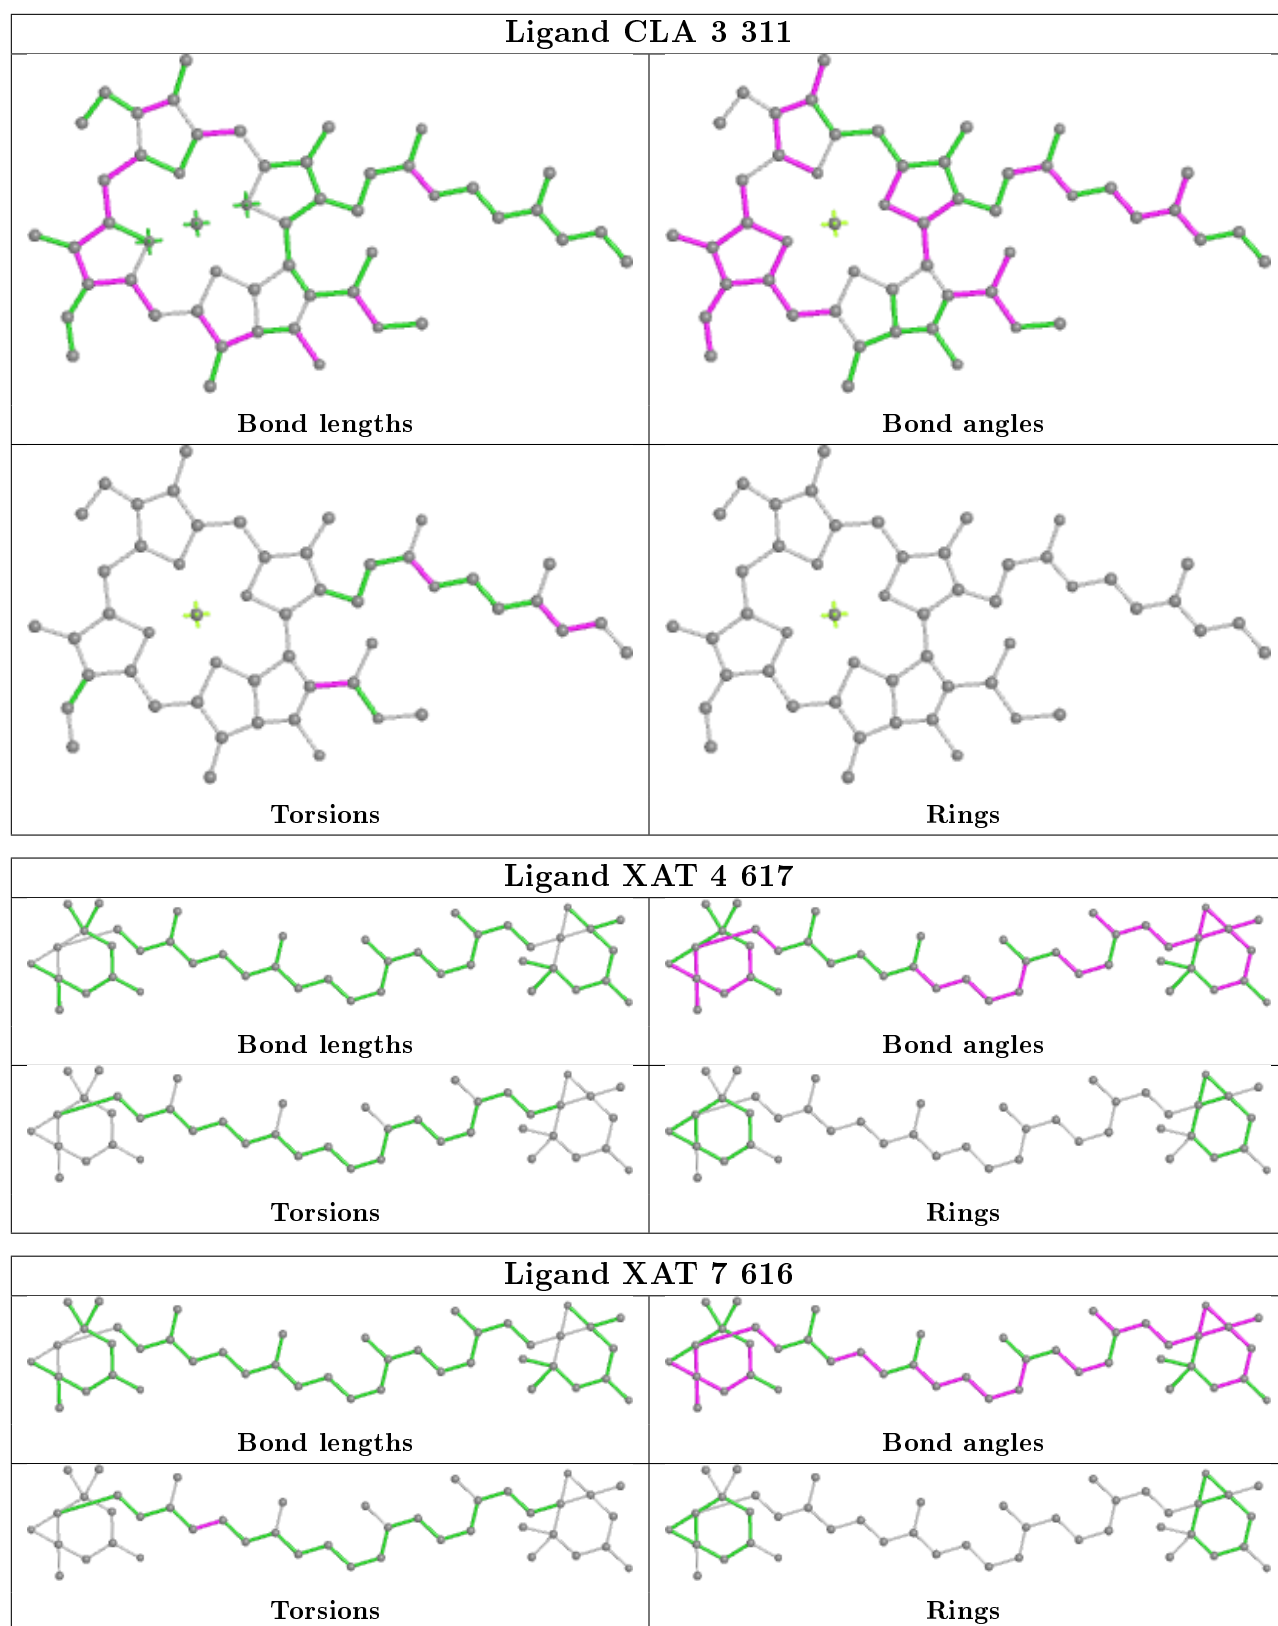 Ligand CLA 3 311
Bond lengths
Bond angles
Torsions
Rings
Ligand XAT 4 617
Bond lengths
Bond angles
Torsions
Rings
Ligand XAT 7 616
Bond lengths
Bond angles
Torsions
Rings